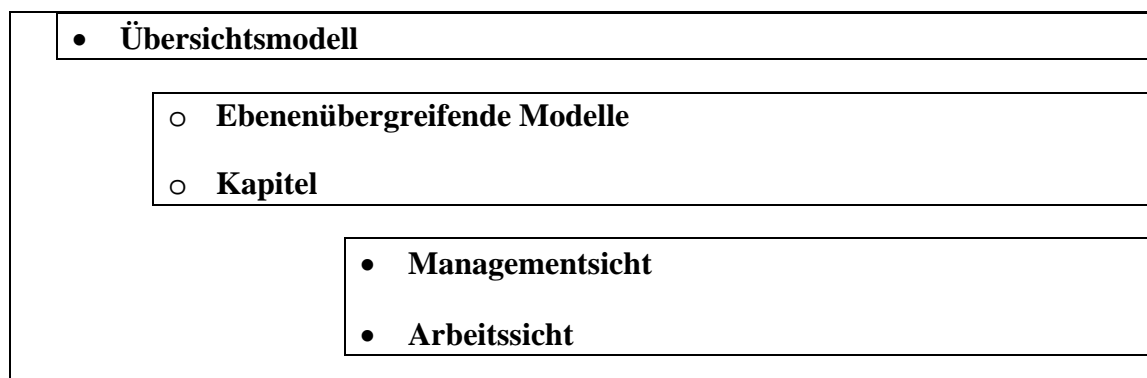 • Übersichtsmodell
o Ebenenübergreifende Modelle
o Kapitel
• Managementsicht
• Arbeitssicht